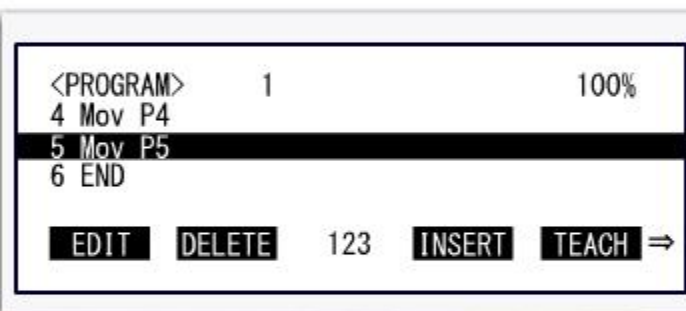 <PROGRAM> 1 100%
4 Mov P4
5 Mov P5
6 END
EDIT DELETE 123 INSERT TEACH ⇒